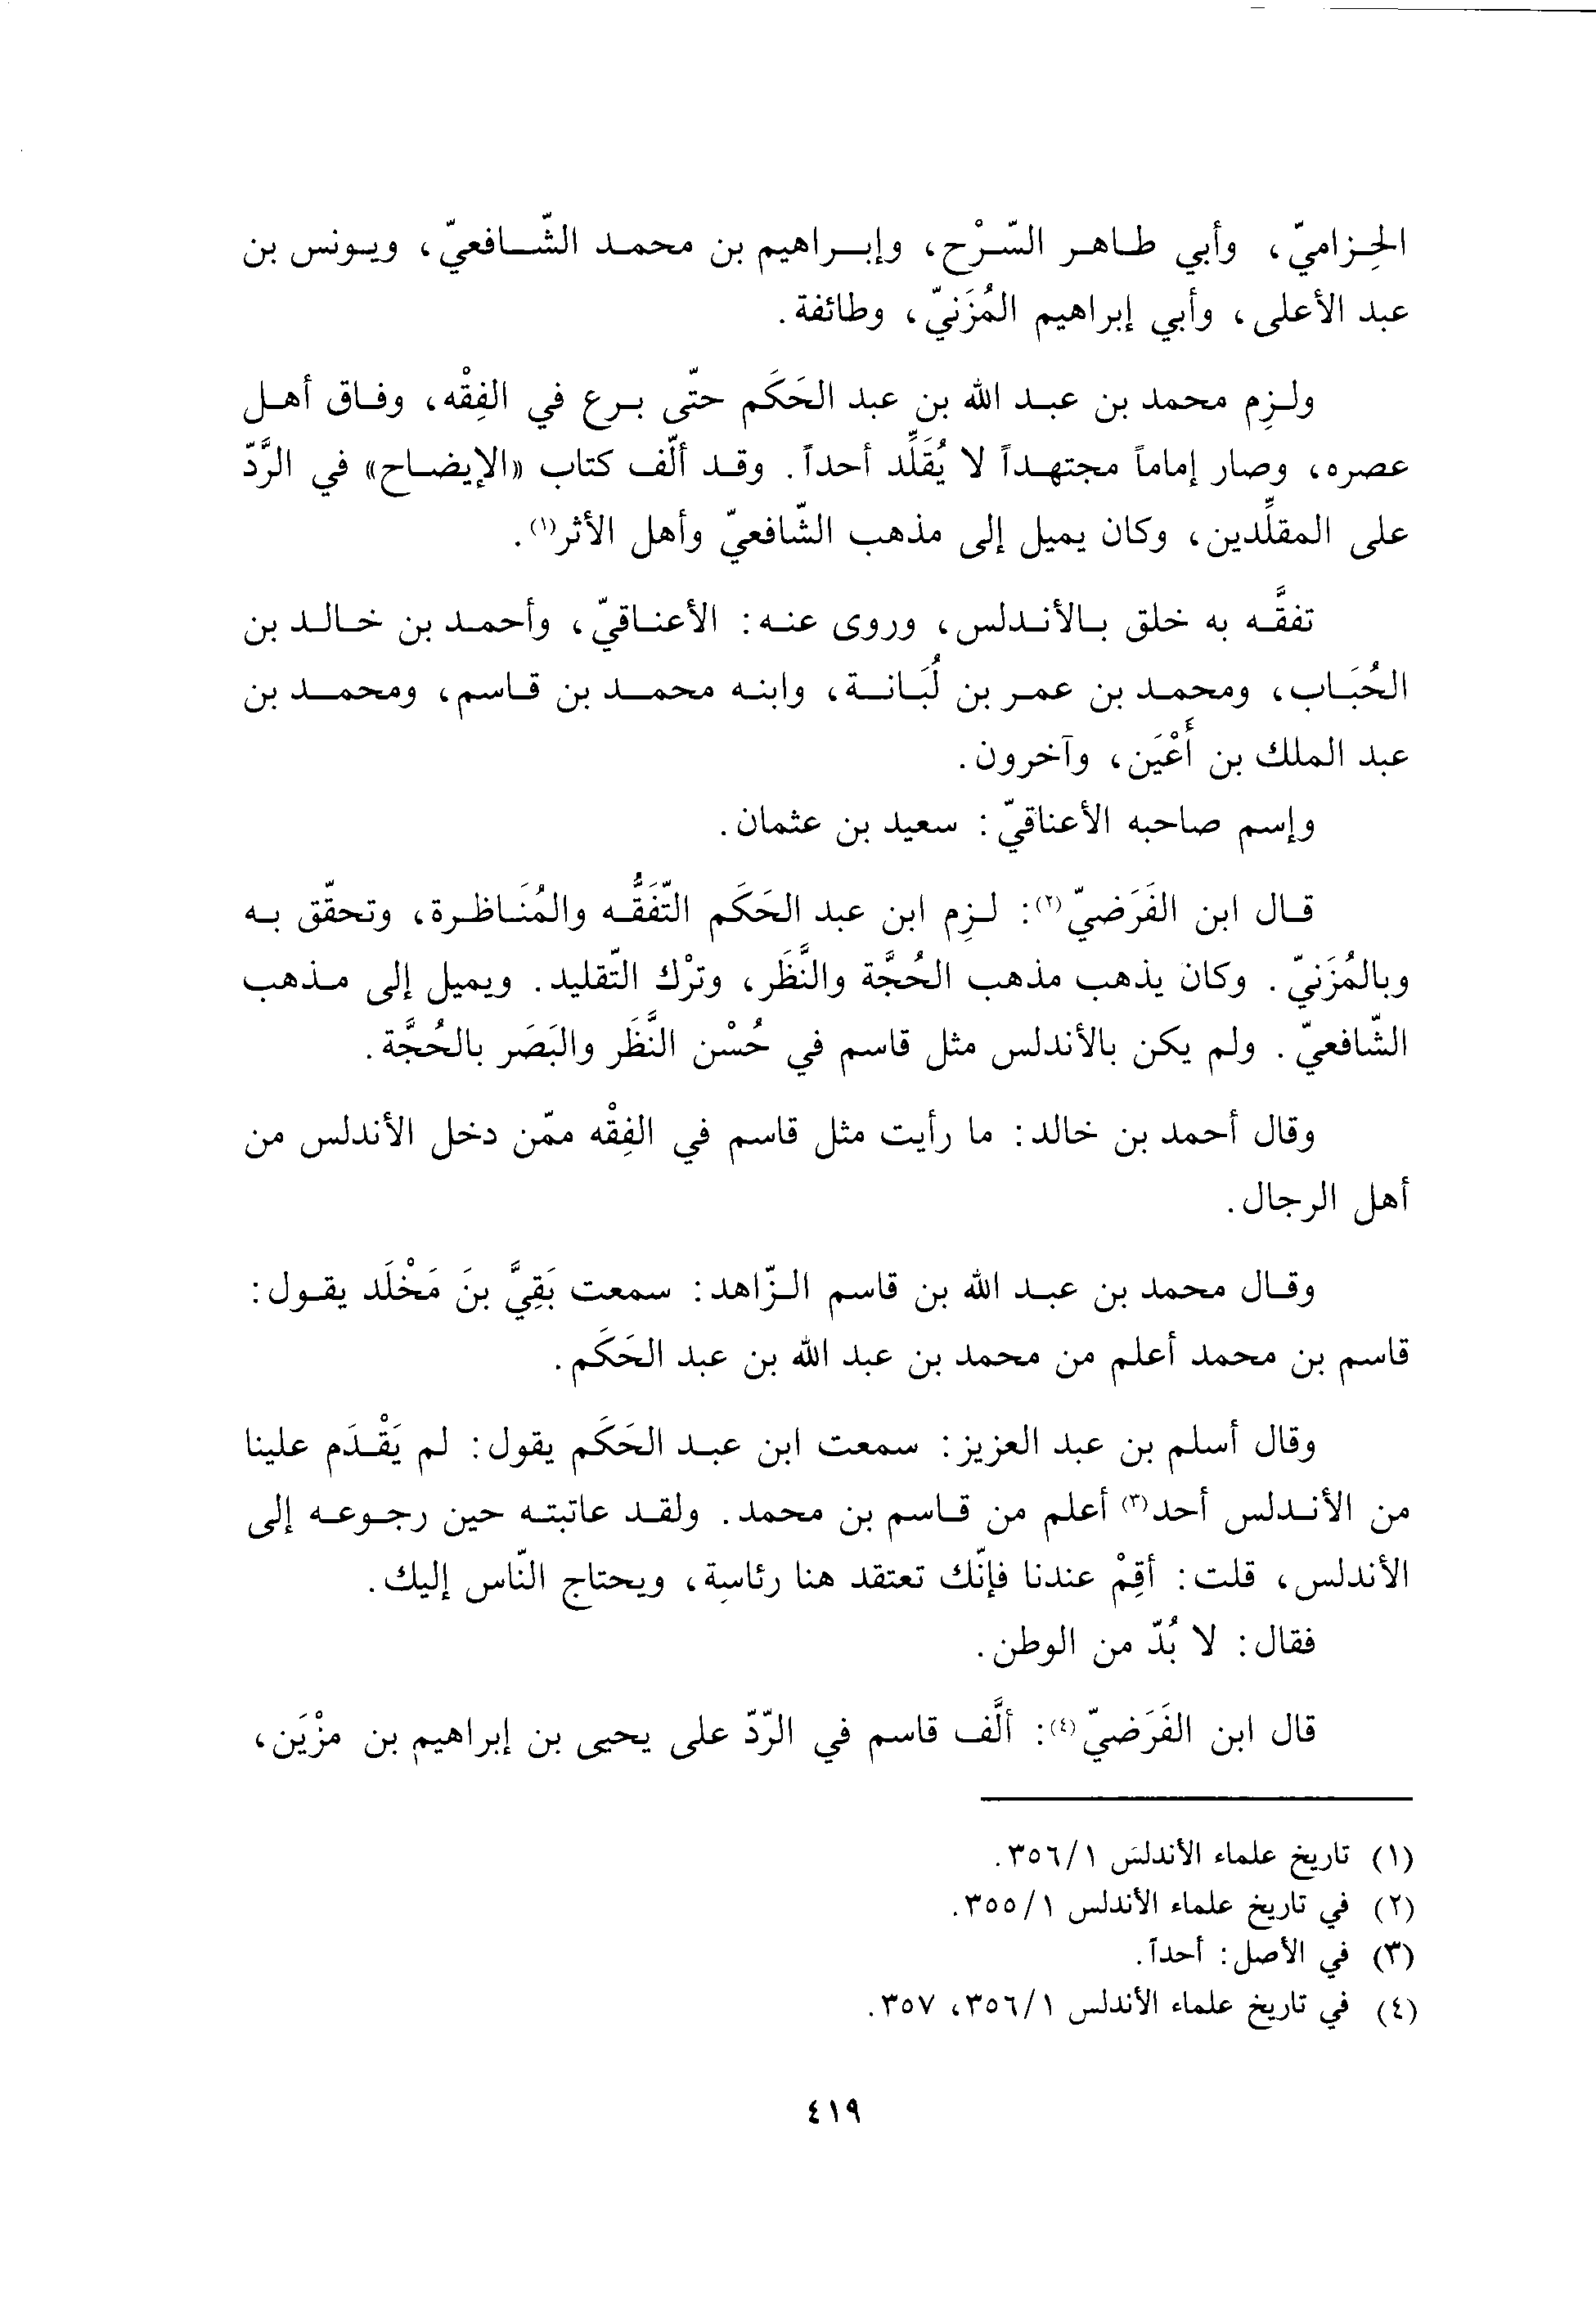 الحِزاميّ، وأبي طاهر السّرْح، وإبراهيم بن محمد الشّافعيّ، ويونس بن
عبد الأعلى، وأبي إبراهيم المُزَنيّ، وطائفة.
ولزِم محمد بن عبد الله بن عبد الحَكَم حتّى برع في الفِقْه، وفاق أهل
عصره، وصار إماماً مجتهداً لا يُقَلِّد أحداً. وقد ألّف كتاب «الإيضاح» في الرَّدّ
على المقلِّدين، وكان يميل إلى مذهب الشّافعيّ وأهل الأثر(١).
تفقَّه به خلق بالأندلس، وروى عنه: الأعناقيّ، وأحمد بن خالد بن
الحُبَاب، ومحمد بن عمر بن لُبَانة، وابنه محمد بن قاسم، ومحمد بن
عبد الملك بن أَعْيَن، وآخرون.
وإسم صاحبه الأعناقيّ: سعيد بن عثمان.
قال ابن الفَرَضيّ(٢): لزِم ابن عبد الحَكَم التّفَقُّه والمُنَاظرة، وتحقّق به
وبالمُزَنيّ. وكان يذهب مذهب الحُجَّة والنَّظَر، وترْك التّقليد. ويميل إلى مذهب
الشّافعيّ. ولم يكن بالأندلس مثل قاسم في حُسْن النَّظَر والبَصَر بالحُجَّة.
وقال أحمد بن خالد: ما رأيت مثل قاسم في الفِقْه ممّن دخل الأندلس من
أهل الرجال.
وقال محمد بن عبد الله بن قاسم الزّاهد: سمعت بَقِيَّ بنَ مَخْلَد يقول:
قاسم بن محمد أعلم من محمد بن عبد الله بن عبد الحَكَم.
وقال أسلم بن عبد العزيز: سمعت ابن عبد الحَكَم يقول: لم يَقْدَم علينا
من الأندلس أحد(٣) أعلم من قاسم بن محمد. ولقد عاتبته حين رجوعه إلى
الأندلس، قلت: أقِمْ عندنا فإنّك تعتقد هنا رئاسة، ويحتاج النّاس إليك.
فقال: لا بُدّ من الوطن.
قال ابن الفَرَضيّ(٤): ألَّف قاسم في الرّدّ على يحيى بن إبراهيم بن مزْيَن،
(١) تاريخ علماء الأندلس ٣٥٦/١.
(٢) في تاريخ علماء الأندلس ٣٥٥/١.
(٣) في الأصل: أحداً.
(٤) في تاريخ علماء الأندلس ٣٥٦/١، ٣٥٧.
٤١٩